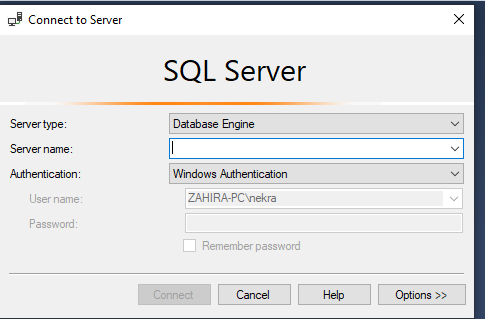 Connect to Server
SQL Server
Server type: Database Engine
Server name:
Authentication: Windows Authentication
User name: ZAHIRA-PC\nekra
Password:
Remember password
Connect Cancel Help Options >>